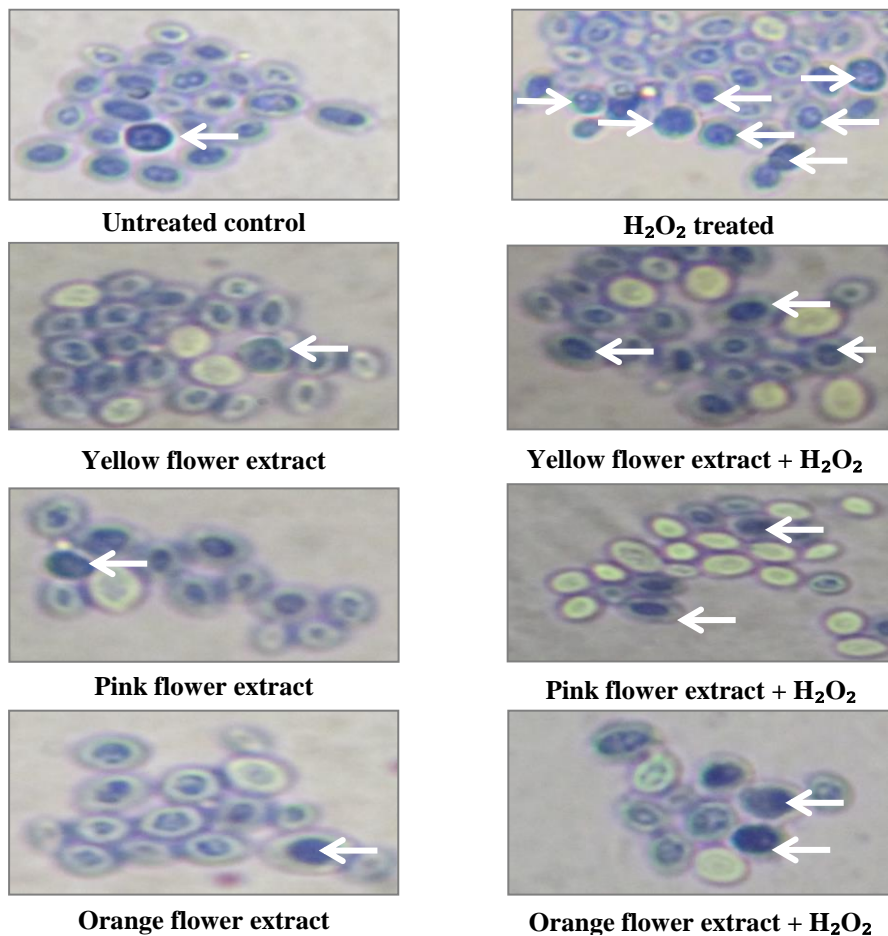 Untreated control
H₂O₂ treated
Yellow flower extract
Yellow flower extract + H₂O₂
Pink flower extract
Pink flower extract + H₂O₂
Orange flower extract
Orange flower extract + H₂O₂